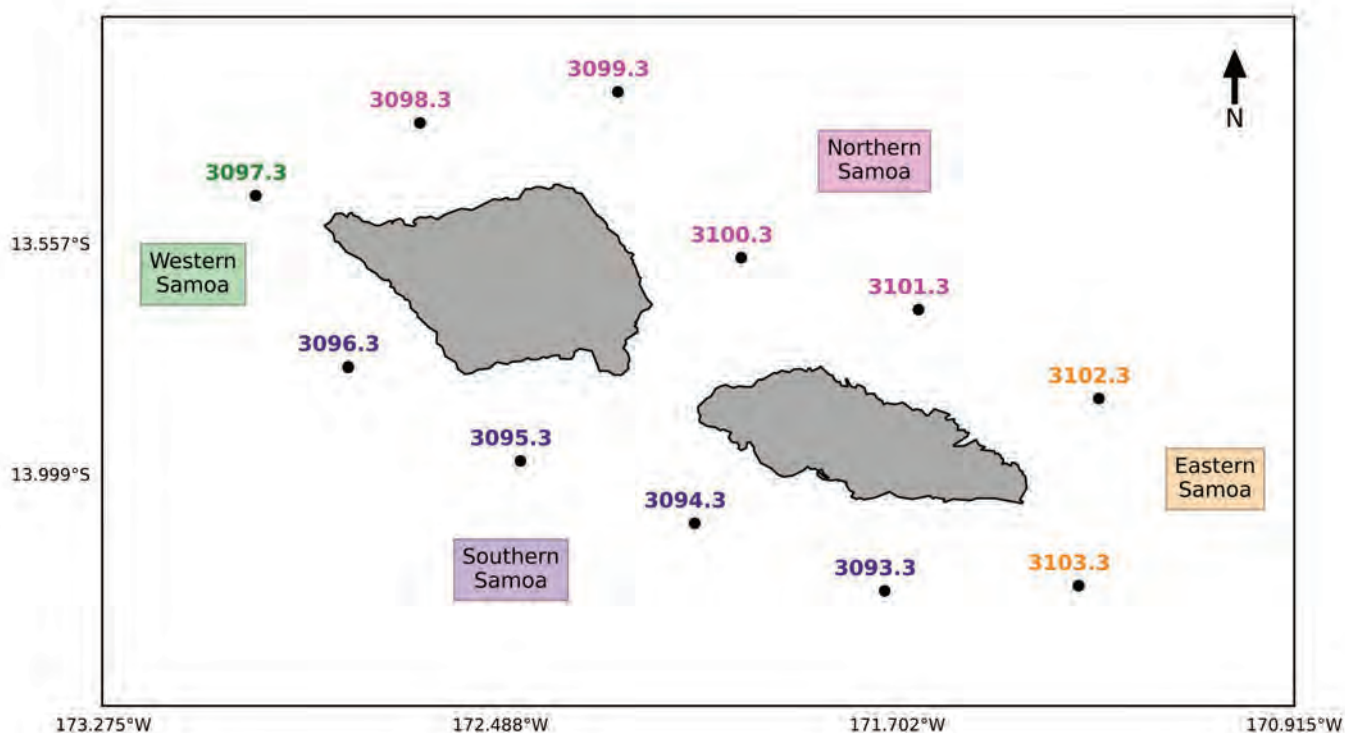 3099.3
3098.3
N
Northern
Samoa
3097.3
3100.3
13.557°S
Western
Samoa
3101.3
3096.3
3102.3
3095.3
13.999°S
Eastern
Samoa
3094.3
Southern
Samoa
3093.3
3103.3
173.275°W
172.488°W
171.702°W
170.915°W